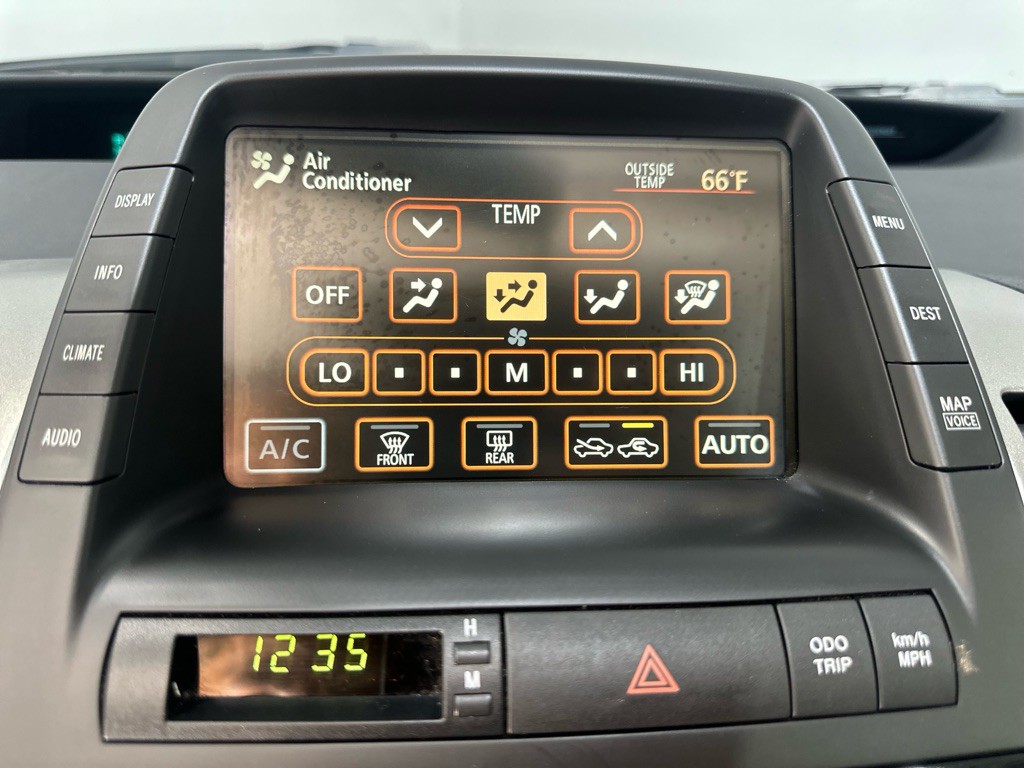 Air
Conditioner
OUTSIDE
TEMP
66°F
TEMP
OFF
LO
M
HI
A/C
FRONT
REAR
AUTO
DISPLAY
INFO
CLIMATE
AUDIO
MENU
DEST
MAP
VOICE
12 35
H
M
ODO
TRIP
km/h
MPH